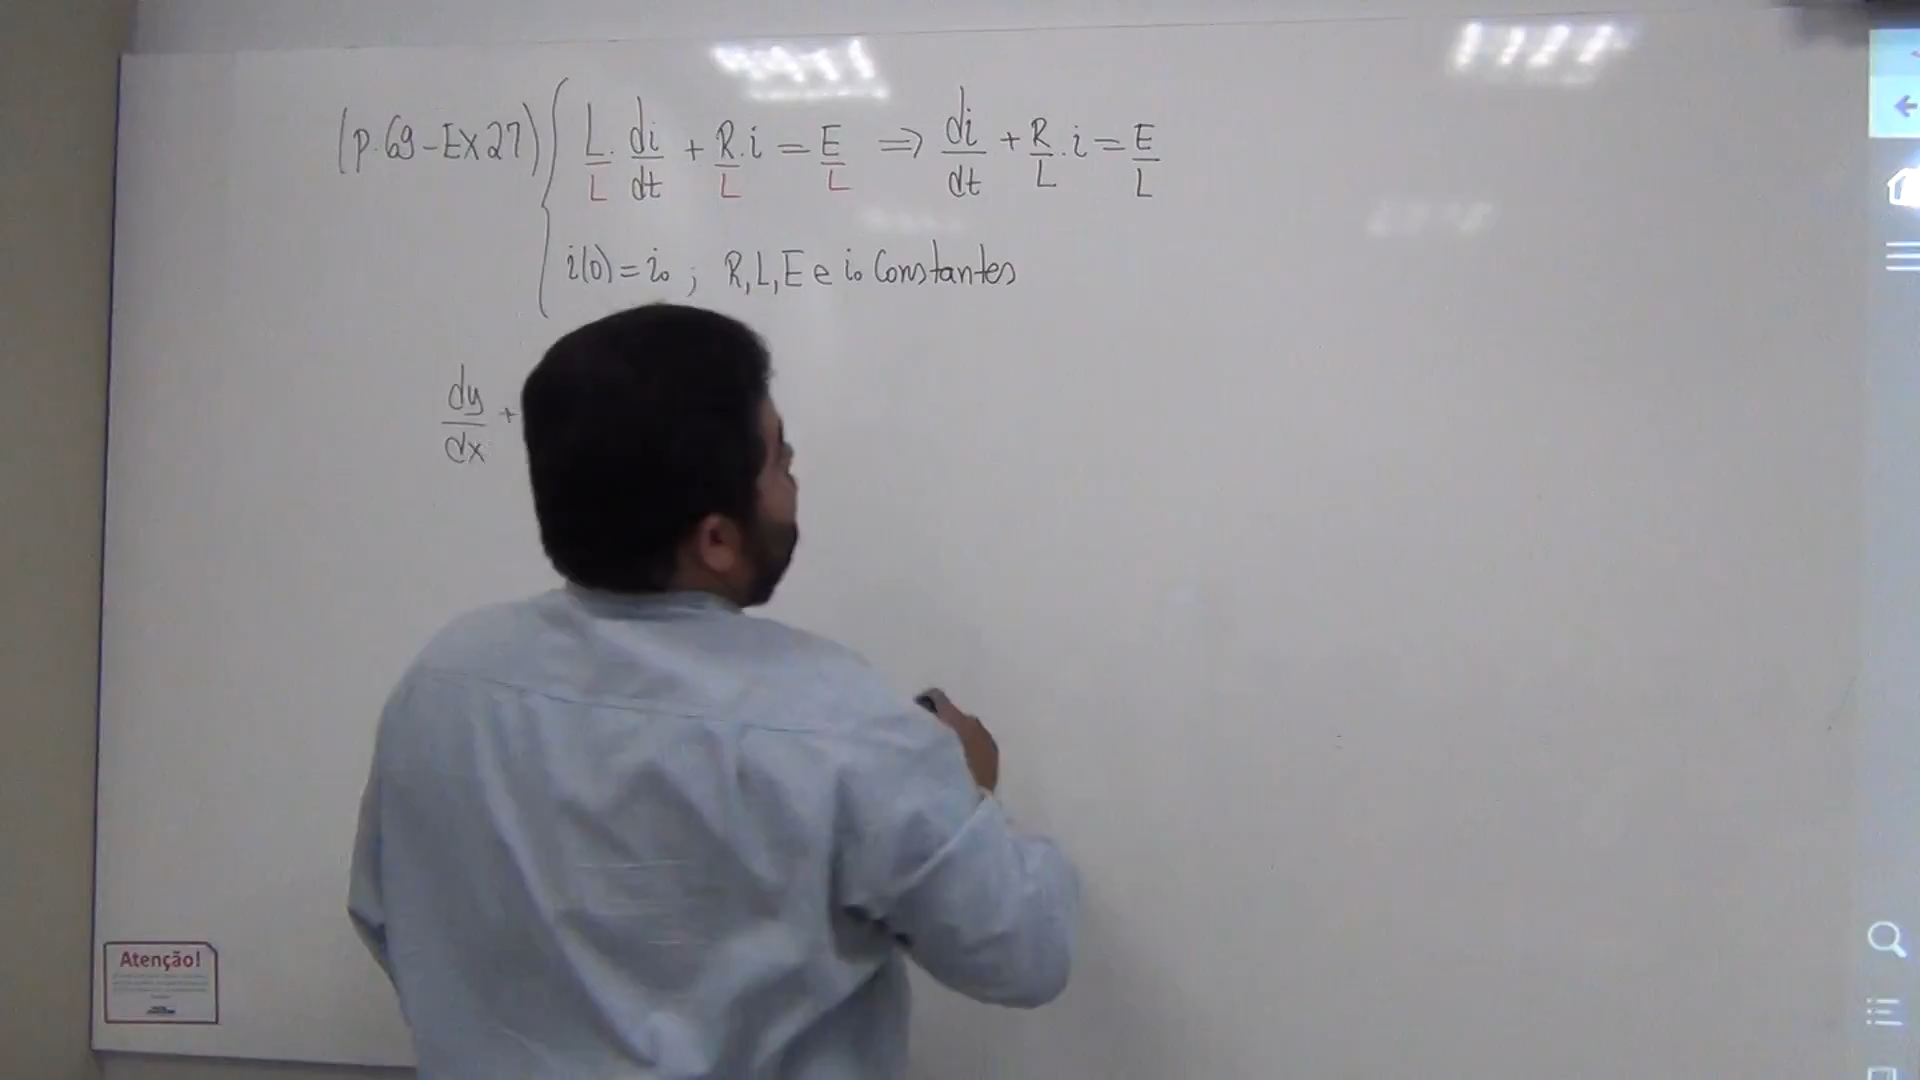 (p.69-Ex27) { L/L . di/dt + R/L . i = E/L ⇒ di/dt + R/L . i = E/L
i(0) = i₀ ; R, L, E e i₀ Constantes
dy/dx +
Atenção!